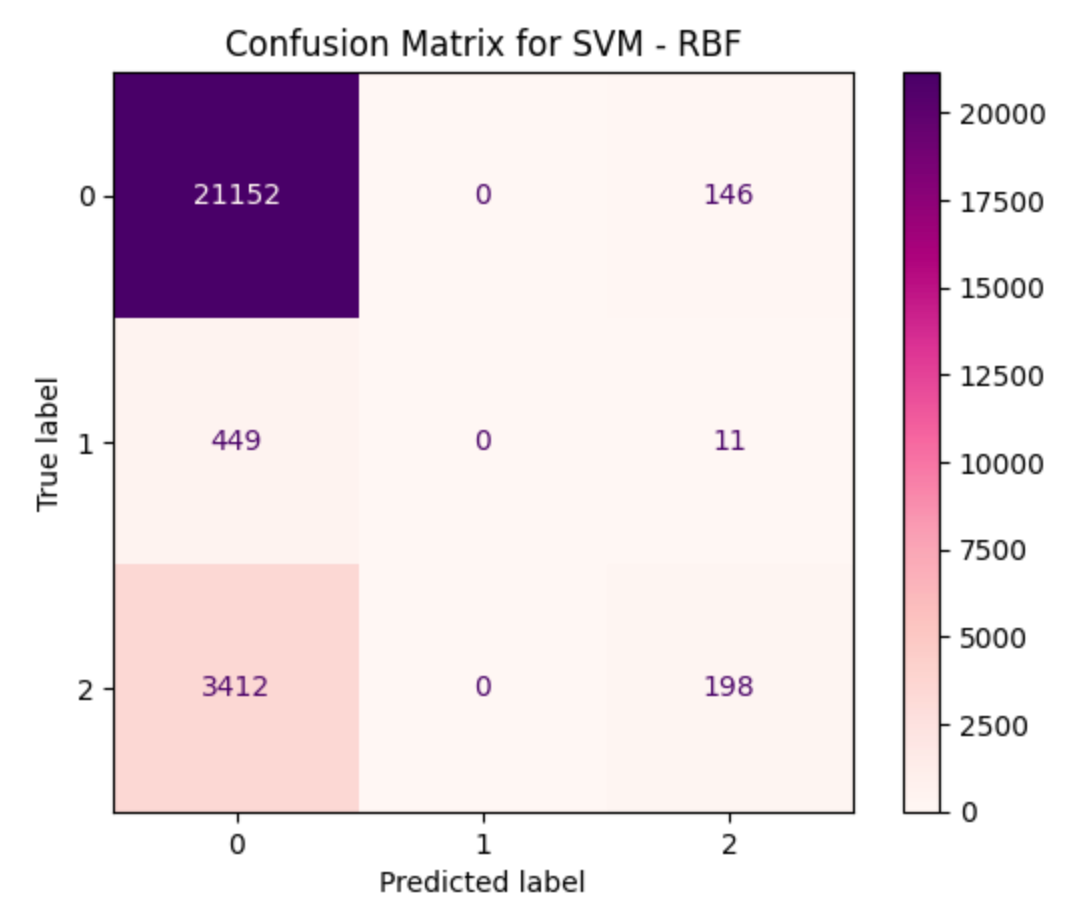 Confusion Matrix for SVM - RBF
True label
0
1
2
21152 0 146
449 0 11
3412 0 198
0 1 2
Predicted label
20000
17500
15000
12500
10000
7500
5000
2500
0